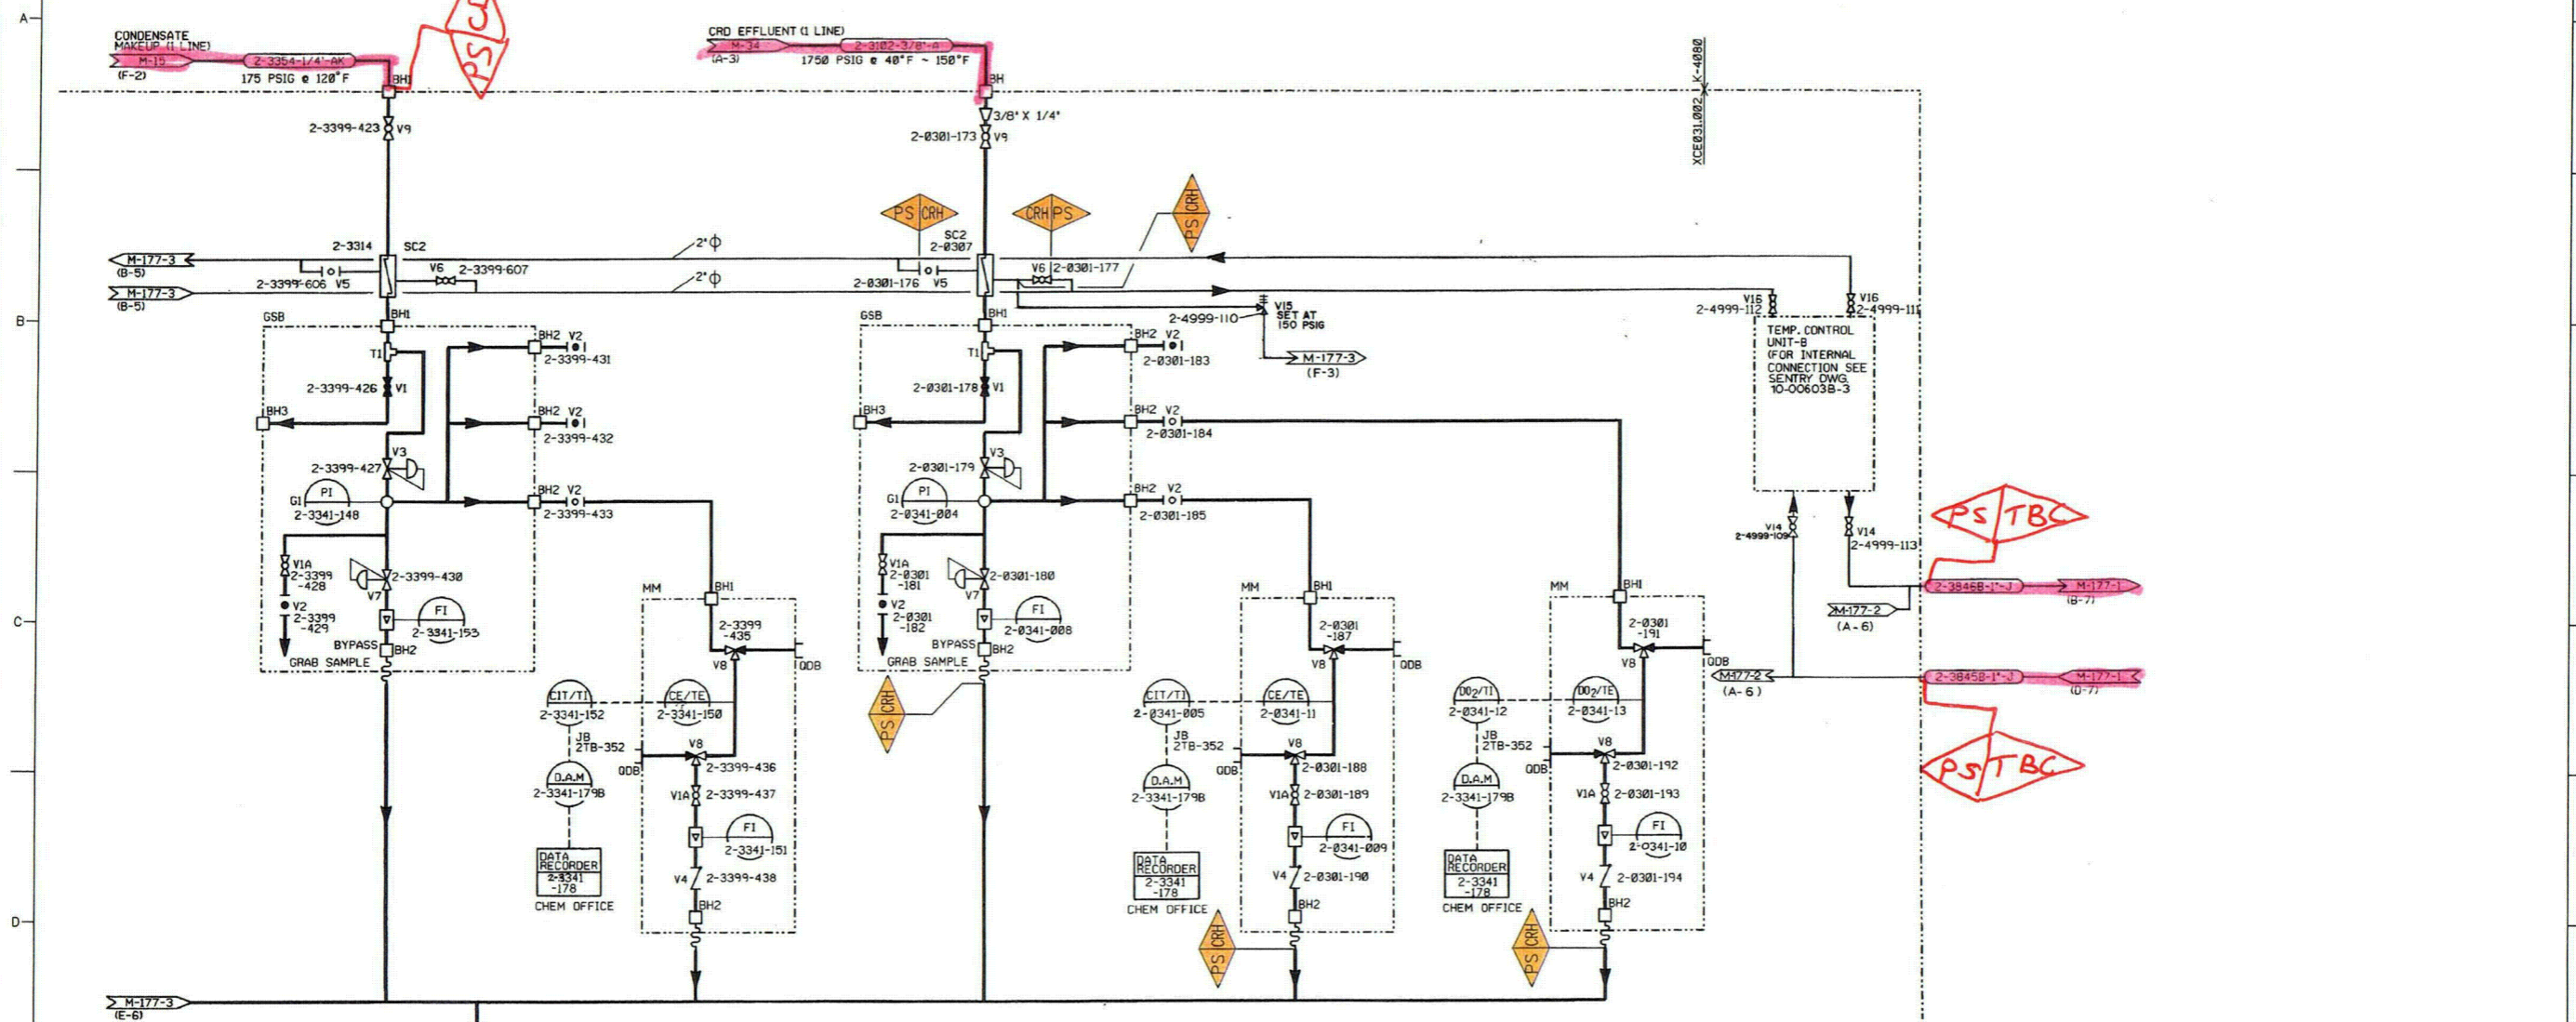 A
CONDENSATE
MAKEUP (1 LINE)
M-15
(F-2)
2-3354-1/4"-AK
175 PSIG @ 120°F
BH1
PS
CRD EFFLUENT (1 LINE)
M-34
(A-3)
2-3102-3/8"-A
1750 PSIG @ 40°F ~ 150°F
BH
XCE031.002 K-4080
2-3399-423 V9
3/8" X 1/4"
2-0301-173 V9
PS CRH
CRH PS
PS CRH
2-3314 SC2
2"Φ
SC2
2-0307
M-177-3
(B-5)
2-3399-606 V5
V6 2-3399-607
2"Φ
2-0301-176 V5
V6 2-0301-177
M-177-3
(B-5)
V16
2-4999-112
V16
2-4999-111
2-4999-110
V15
SET AT
150 PSIG
M-177-3
(F-3)
TEMP. CONTROL
UNIT-B
(FOR INTERNAL
CONNECTION SEE
SENTRY DWG.
10-00603B-3
B
GSB
BH1
T1
2-3399-426 V1
BH3
BH2 V2
2-3399-431
BH2 V2
2-3399-432
BH2 V2
2-3399-433
V3
2-3399-427
G1 PI
2-3341-148
V1A
2-3399
-428
V2
2-3399
-429
2-3399-430
V7
FI
2-3341-153
BYPASS BH2
GRAB SAMPLE
GSB
BH1
T1
2-0301-178 V1
BH3
BH2 V2
2-0301-183
BH2 V2
2-0301-184
BH2 V2
2-0301-185
V3
2-0301-179
G1 PI
2-0341-004
V1A
2-0301
-181
V2
2-0301
-182
2-0301-180
V7
FI
2-0341-008
BYPASS BH2
GRAB SAMPLE
PS CRH
V14
2-4999-109
V14
2-4999-113
PS/TBC
2-3846B-1"-J
M-177-1
(B-7)
M-177-2
(A-6)
2-3845B-1"-J
M-177-1
(D-7)
M-177-2
(A-6)
PS/TBC
C
MM
BH1
2-3399
-435
V8
QDB
CIT/TI
2-3341-152
CE/TE
2-3341-150
JB
2TB-352
QDB
V8
2-3399-436
D.A.M
2-3341-179B
V1A 2-3399-437
FI
2-3341-151
DATA
RECORDER
2-3341
-178
CHEM OFFICE
V4 2-3399-438
BH2
MM
BH1
2-0301
-187
V8
QDB
CIT/TI
2-0341-005
CE/TE
2-0341-11
JB
2TB-352
QDB
V8
2-0301-188
D.A.M
2-3341-179B
V1A 2-0301-189
FI
2-0341-009
DATA
RECORDER
2-3341
-178
CHEM OFFICE
V4 2-0301-190
BH2
PS CRH
MM
BH1
2-0301
-191
V8
QDB
DO2/TI
2-0341-12
DO2/TE
2-0341-13
JB
2TB-352
QDB
V8
2-0301-192
D.A.M
2-3341-179B
V1A 2-0301-193
FI
2-0341-10
DATA
RECORDER
2-3341
-178
CHEM OFFICE
V4 2-0301-194
BH2
PS CRH
D
M-177-3
(E-6)